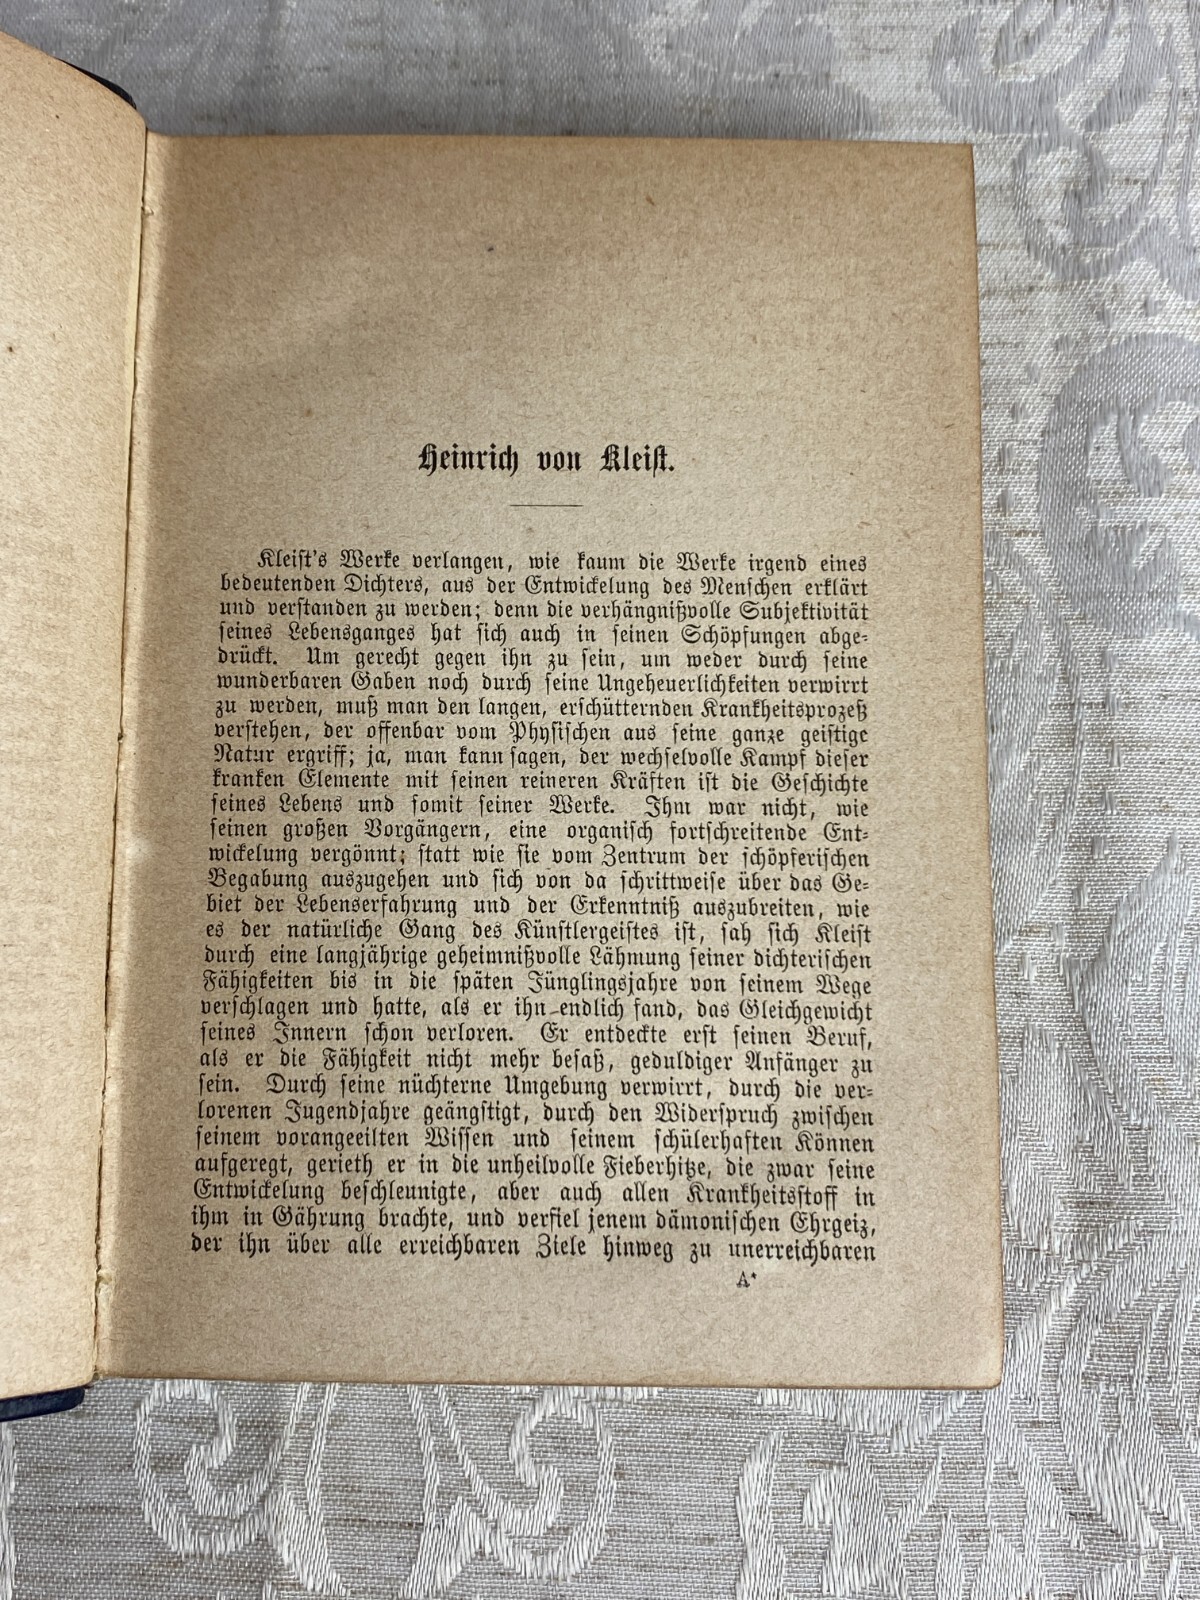 Heinrich von Kleist.
Kleist's Werke verlangen, wie kaum die Werke irgend eines
bedeutenden Dichters, aus der Entwickelung des Menschen erklärt
und verstanden zu werden; denn die verhängnißvolle Subjektivität
seines Lebensganges hat sich auch in seinen Schöpfungen abge-
drückt. Um gerecht gegen ihn zu sein, um weder durch seine
wunderbaren Gaben noch durch seine Ungeheuerlichkeiten verwirrt
zu werden, muß man den langen, erschütternden Krankheitsprozeß
verstehen, der offenbar vom Physischen aus seine ganze geistige
Natur ergriff; ja, man kann sagen, der wechselvolle Kampf dieser
kranken Elemente mit seinen reineren Kräften ist die Geschichte
seines Lebens und somit seiner Werke. Ihm war nicht, wie
seinen großen Vorgängern, eine organisch fortschreitende Ent-
wickelung vergönnt; statt wie sie vom Zentrum der schöpferischen
Begabung auszugehen und sich von da schrittweise über das Ge-
biet der Lebenserfahrung und der Erkenntniß auszubreiten, wie
es der natürliche Gang des Künstlergeistes ist, sah sich Kleist
durch eine langjährige geheimnißvolle Lähmung seiner dichterischen
Fähigkeiten bis in die späten Jünglingsjahre von seinem Wege
verschlagen und hatte, als er ihn endlich fand, das Gleichgewicht
seines Innern schon verloren. Er entdeckte erst seinen Beruf,
als er die Fähigkeit nicht mehr besaß, geduldiger Anfänger zu
sein. Durch seine nüchterne Umgebung verwirrt, durch die ver-
lorenen Jugendjahre geängstigt, durch den Widerspruch zwischen
seinem vorangeeilten Wissen und seinem schülerhaften Können
aufgeregt, gerieth er in die unheilvolle Fieberhitze, die zwar seine
Entwickelung beschleunigte, aber auch allen Krankheitsstoff in
ihm in Gährung brachte, und verfiel jenem dämonischen Ehrgeiz,
der ihn über alle erreichbaren Ziele hinweg zu unerreichbaren
A*